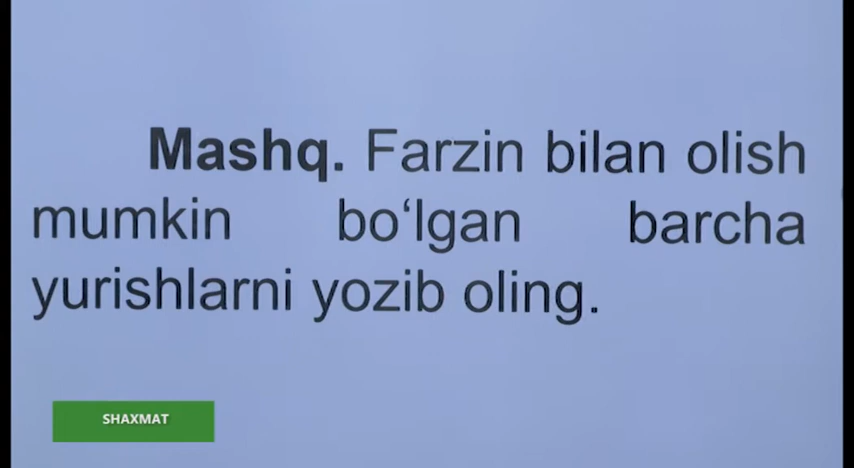 Mashq. Farzin bilan olish
mumkin bo‘lgan barcha
yurishlarni yozib oling.
SHAXMAT